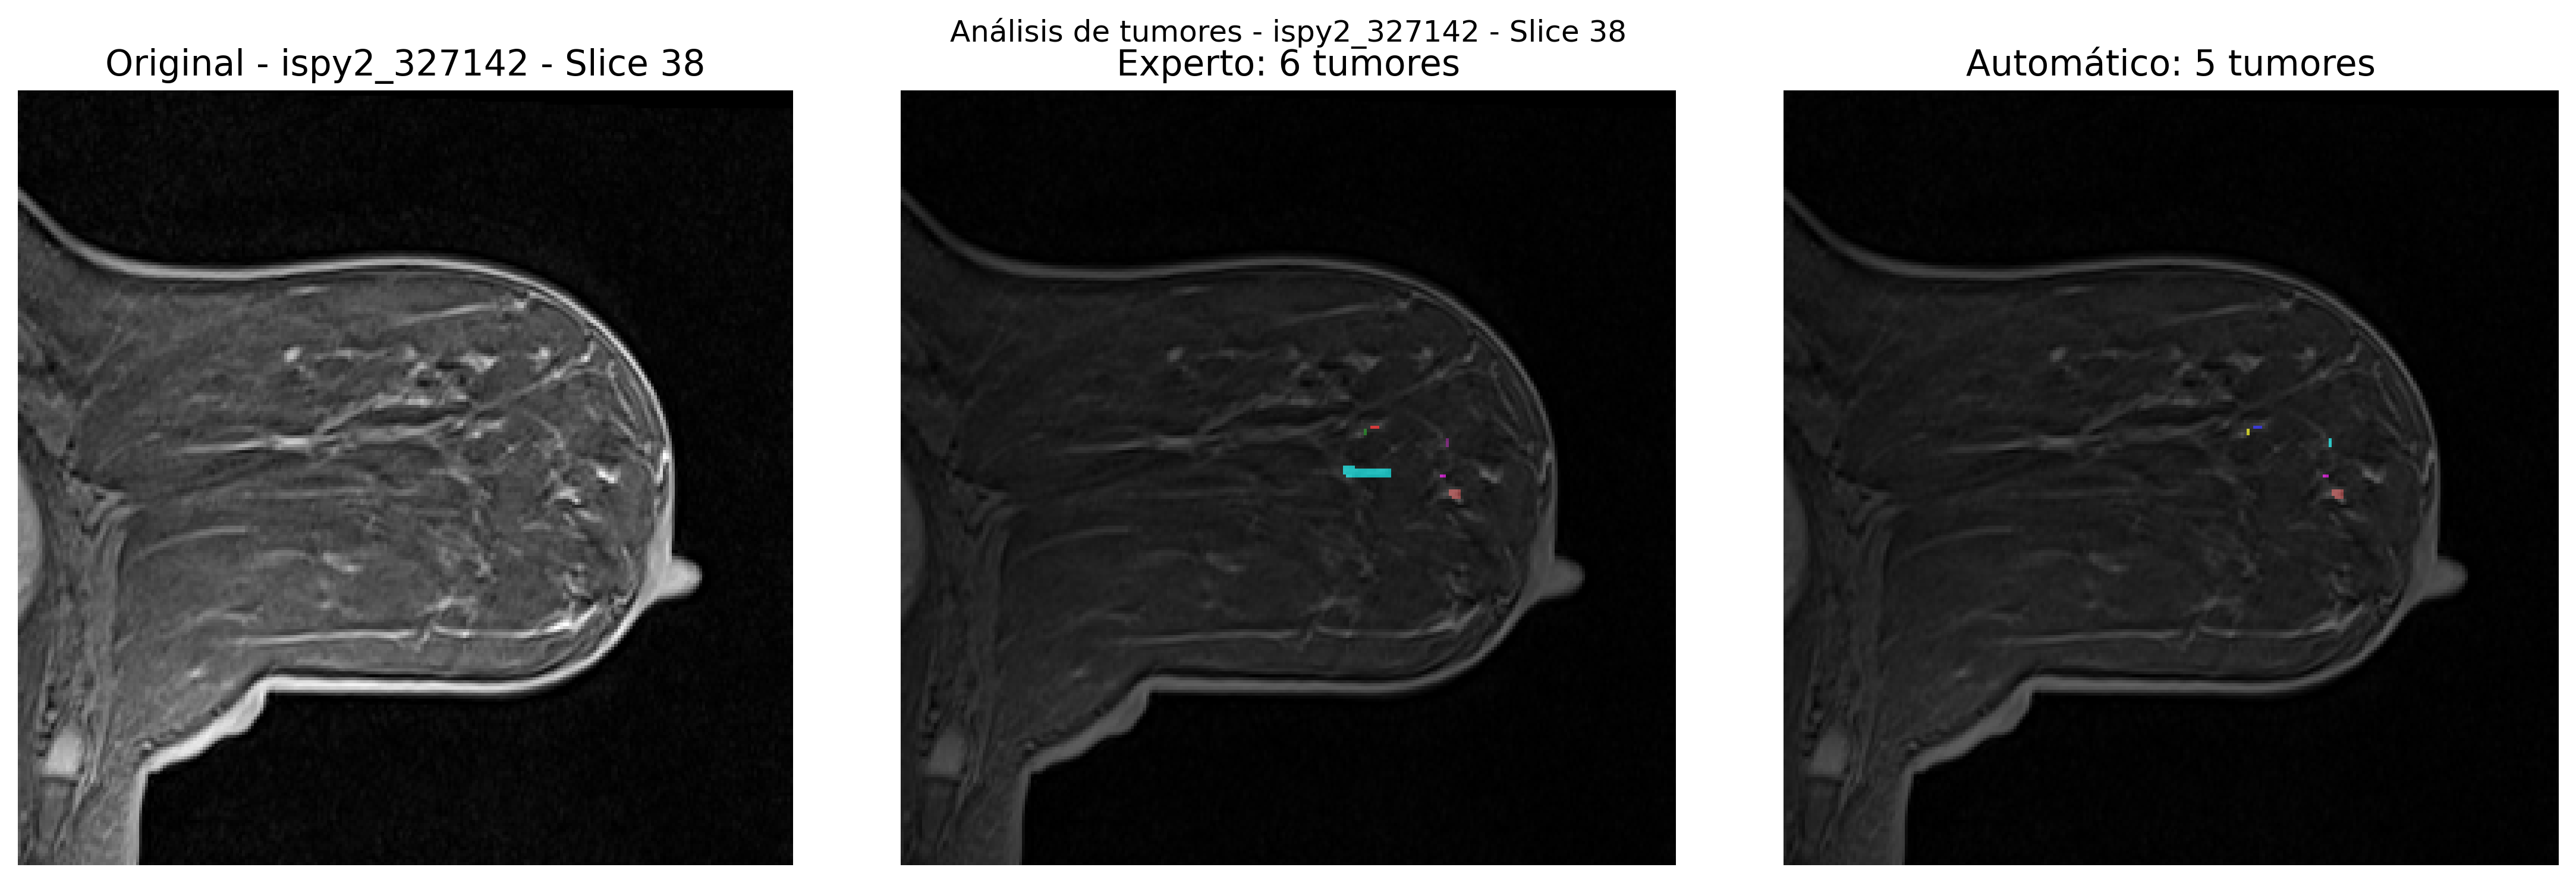 Análisis de tumores - ispy2_327142 - Slice 38
Original - ispy2_327142 - Slice 38
Experto: 6 tumores
Automático: 5 tumores